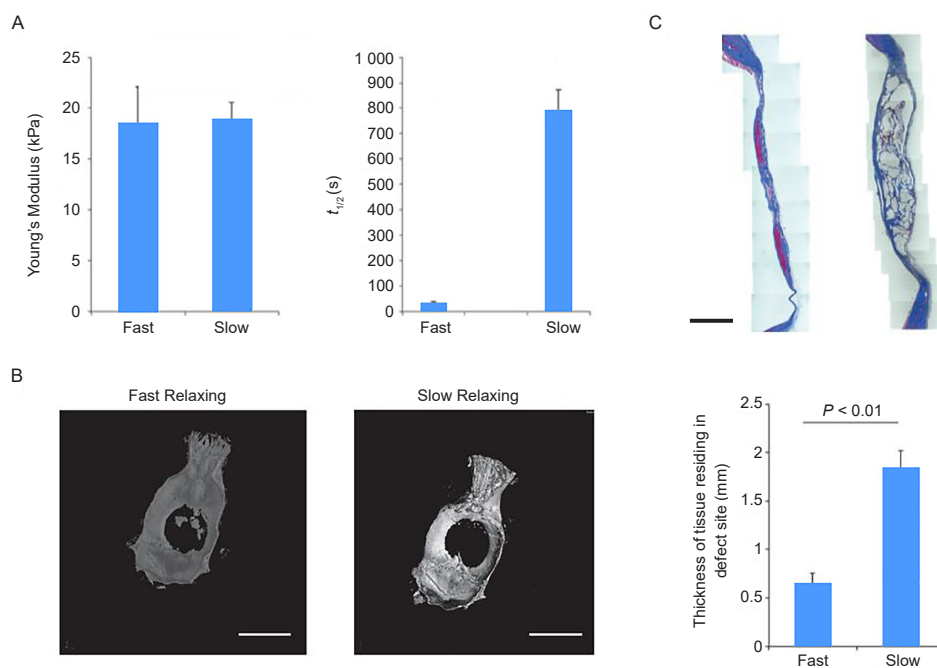 A
Young's Modulus (kPa)
25
20
15
10
5
0
Fast
Slow
t1/2 (s)
1 000
900
800
700
600
500
400
300
200
100
0
Fast
Slow
B
Fast Relaxing
Slow Relaxing
C
Thickness of tissue residing in
defect site (mm)
2.5
2
1.5
1
0.5
0
P < 0.01
Fast
Slow